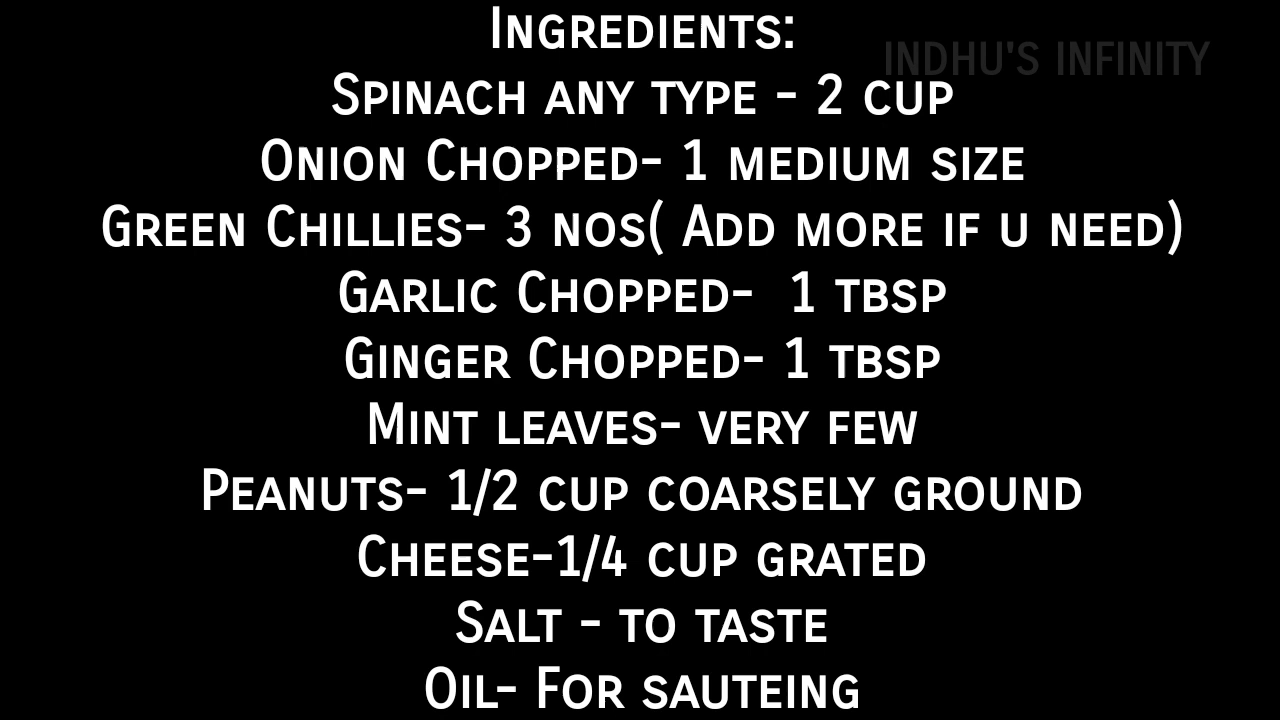 Ingredients:
INDHU'S INFINITY
Spinach any type - 2 cup
Onion Chopped- 1 medium size
Green Chillies- 3 nos( Add more if u need)
Garlic Chopped-  1 tbsp
Ginger Chopped- 1 tbsp
Mint leaves- very few
Peanuts- 1/2 cup coarsely ground
Cheese-1/4 cup grated
Salt - to taste
Oil- For sauteing